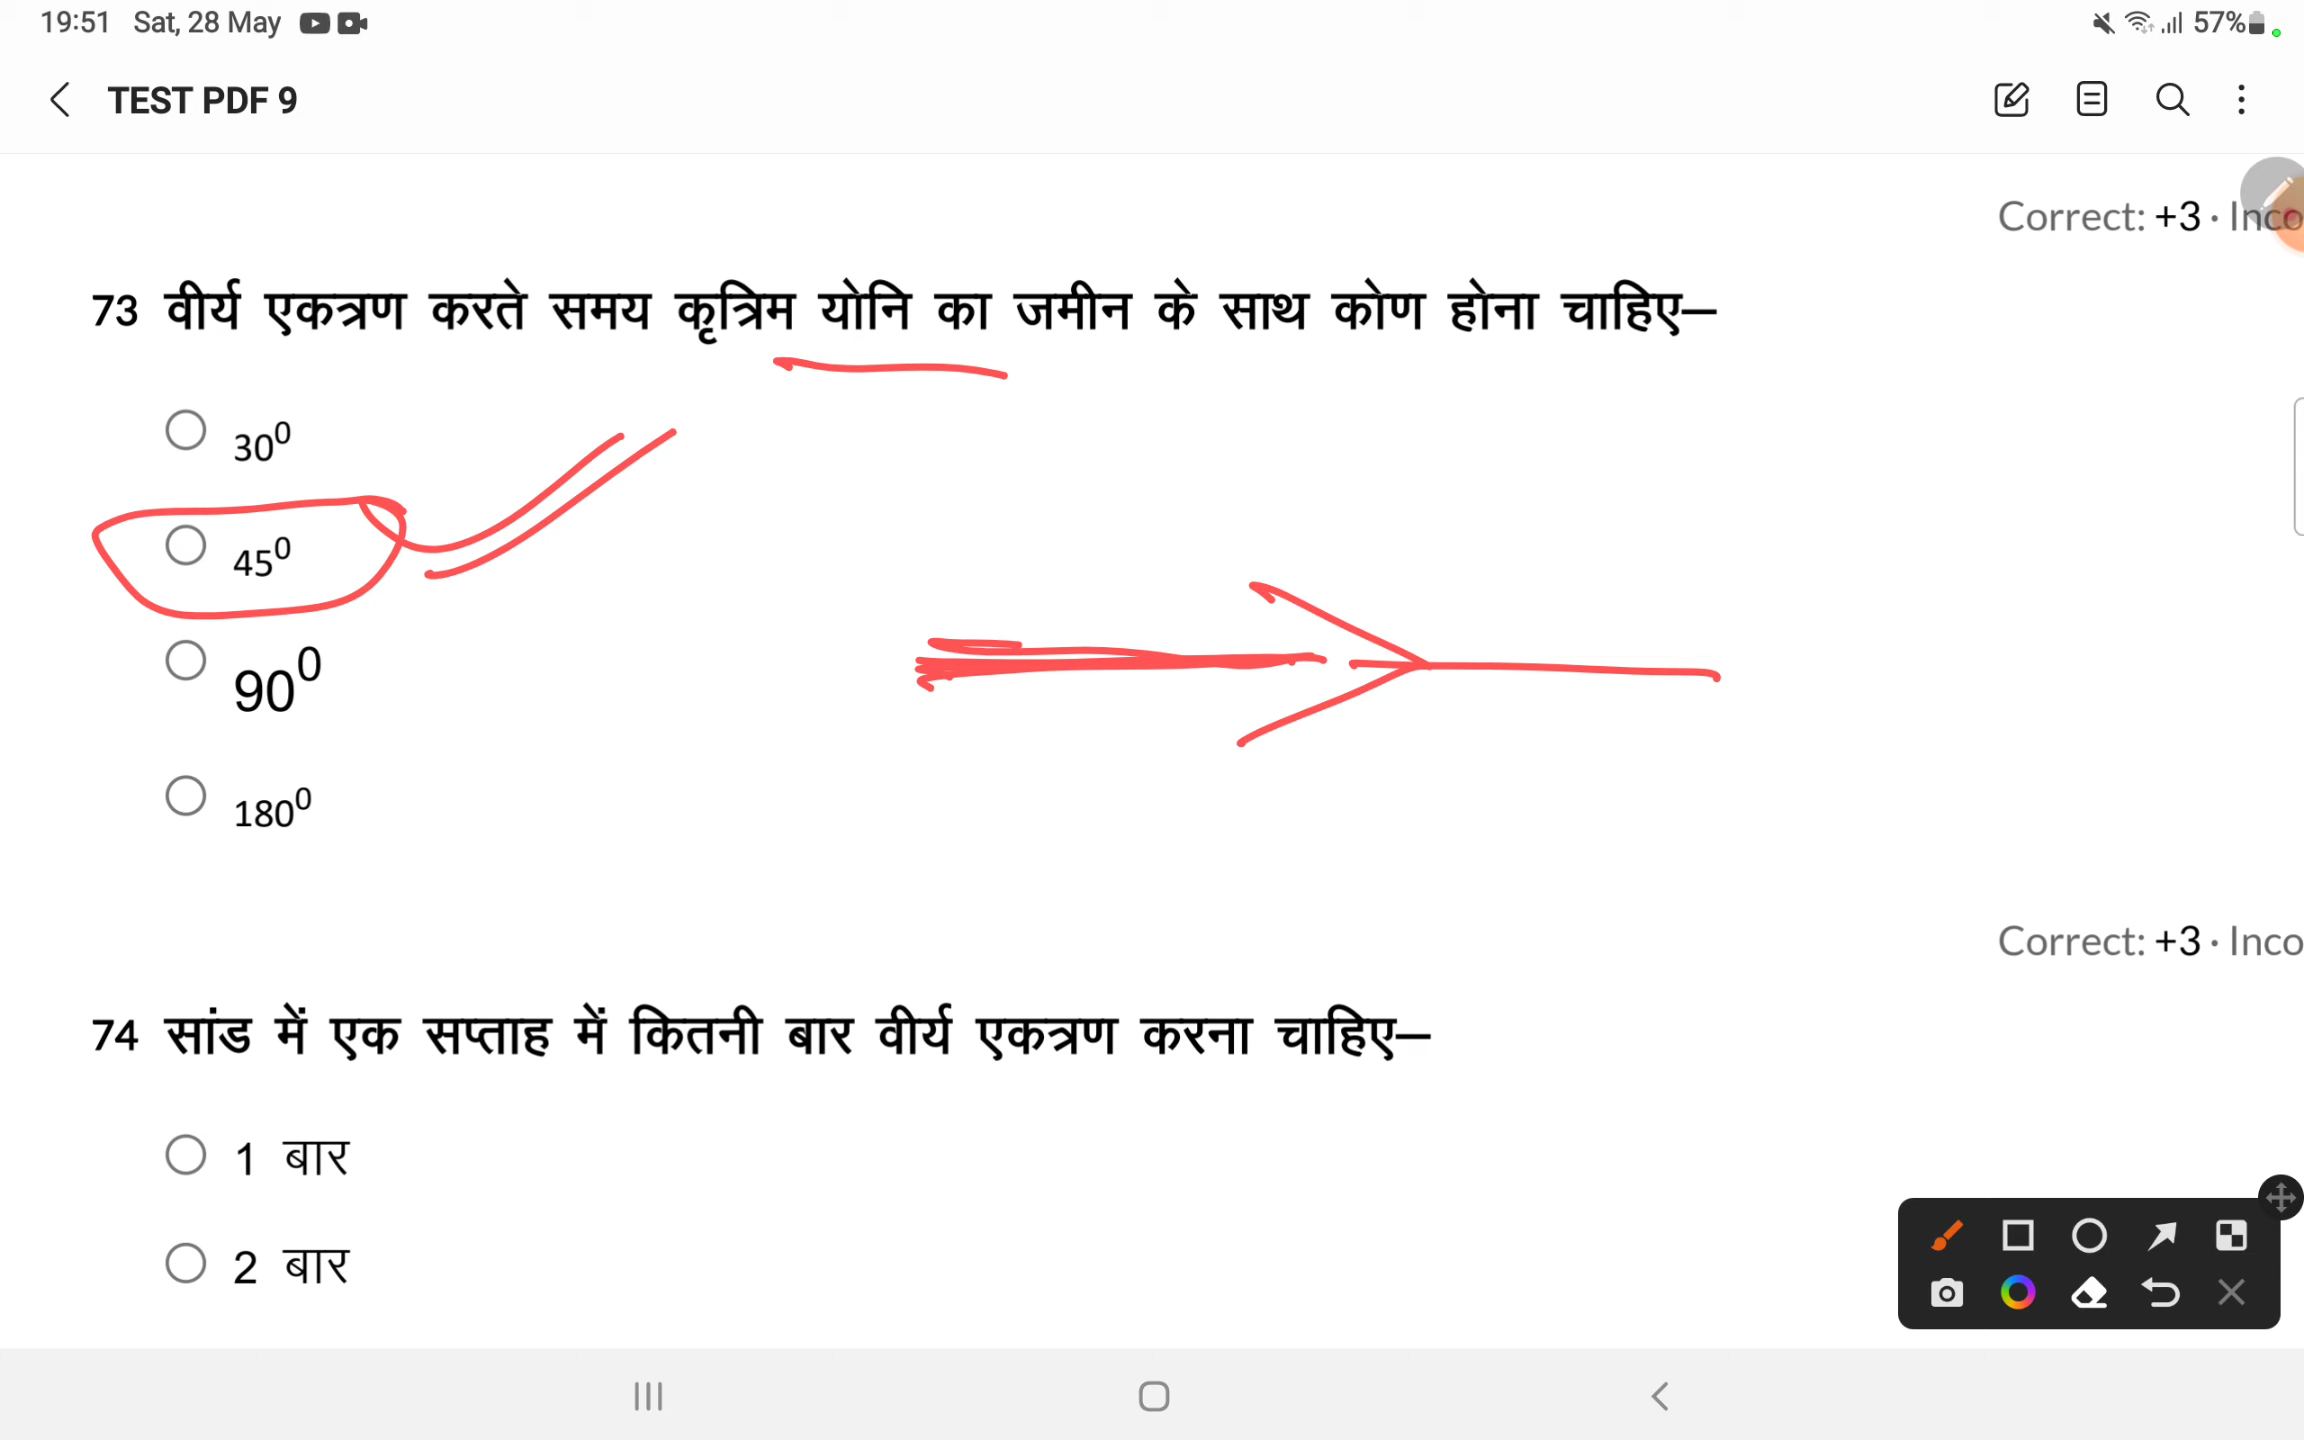 19:51 Sat, 28 May 57%
TEST PDF 9
Correct: +3 · Inco
73 वीर्य एकत्रण करते समय कृत्रिम योनि का जमीन के साथ कोण होना चाहिए–
30⁰
45⁰
90⁰
180⁰
Correct: +3 · Inco
74 सांड में एक सप्ताह में कितनी बार वीर्य एकत्रण करना चाहिए–
1 बार
2 बार